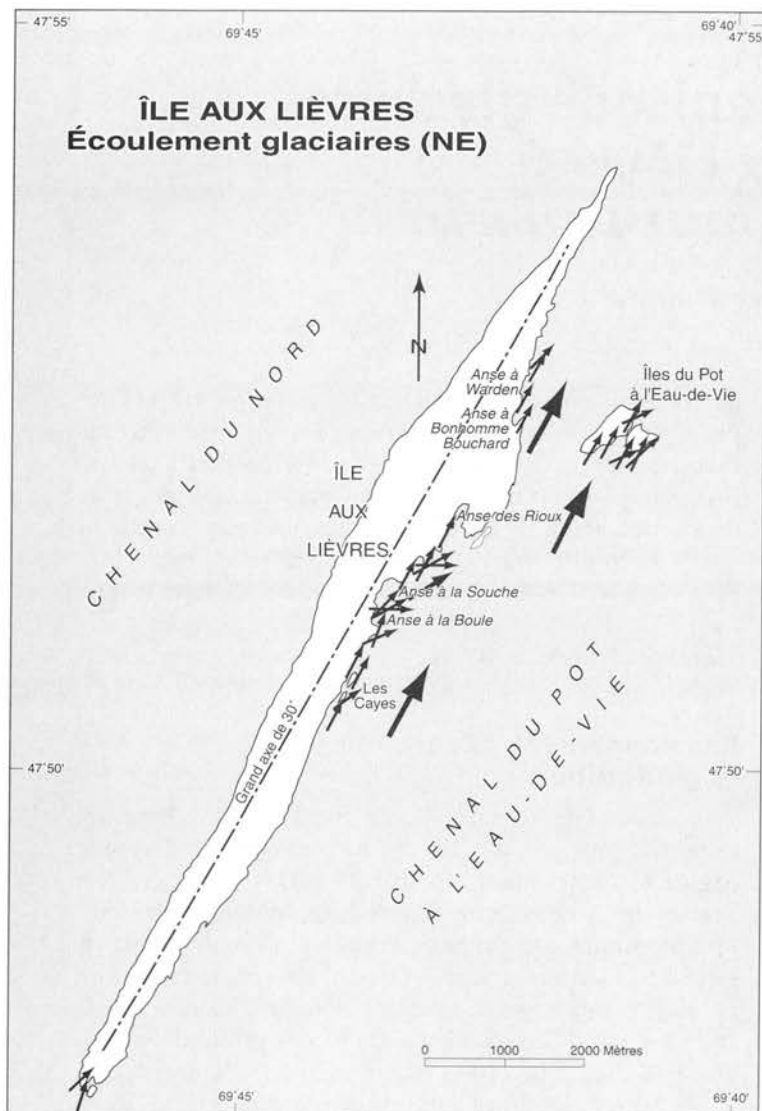 69°45'
69°40'
47°55'
47°55'
ÎLE AUX LIÈVRES
Écoulement glaciaires (NE)
CHENAL DU NORD
N
Anse à
Warden
Îles du Pot
à l'Eau-de-Vie
Anse à
Bonhomme
Bouchard
ÎLE
AUX
LIÈVRES
Anse des Rioux
Anse à la Souche
Anse à la Boule
Les
Cayes
Grand axe de 30°
CHENAL DU POT
À L'EAU-DE-VIE
47°50'
47°50'
0 1000 2000 Mètres
69°45'
69°40'